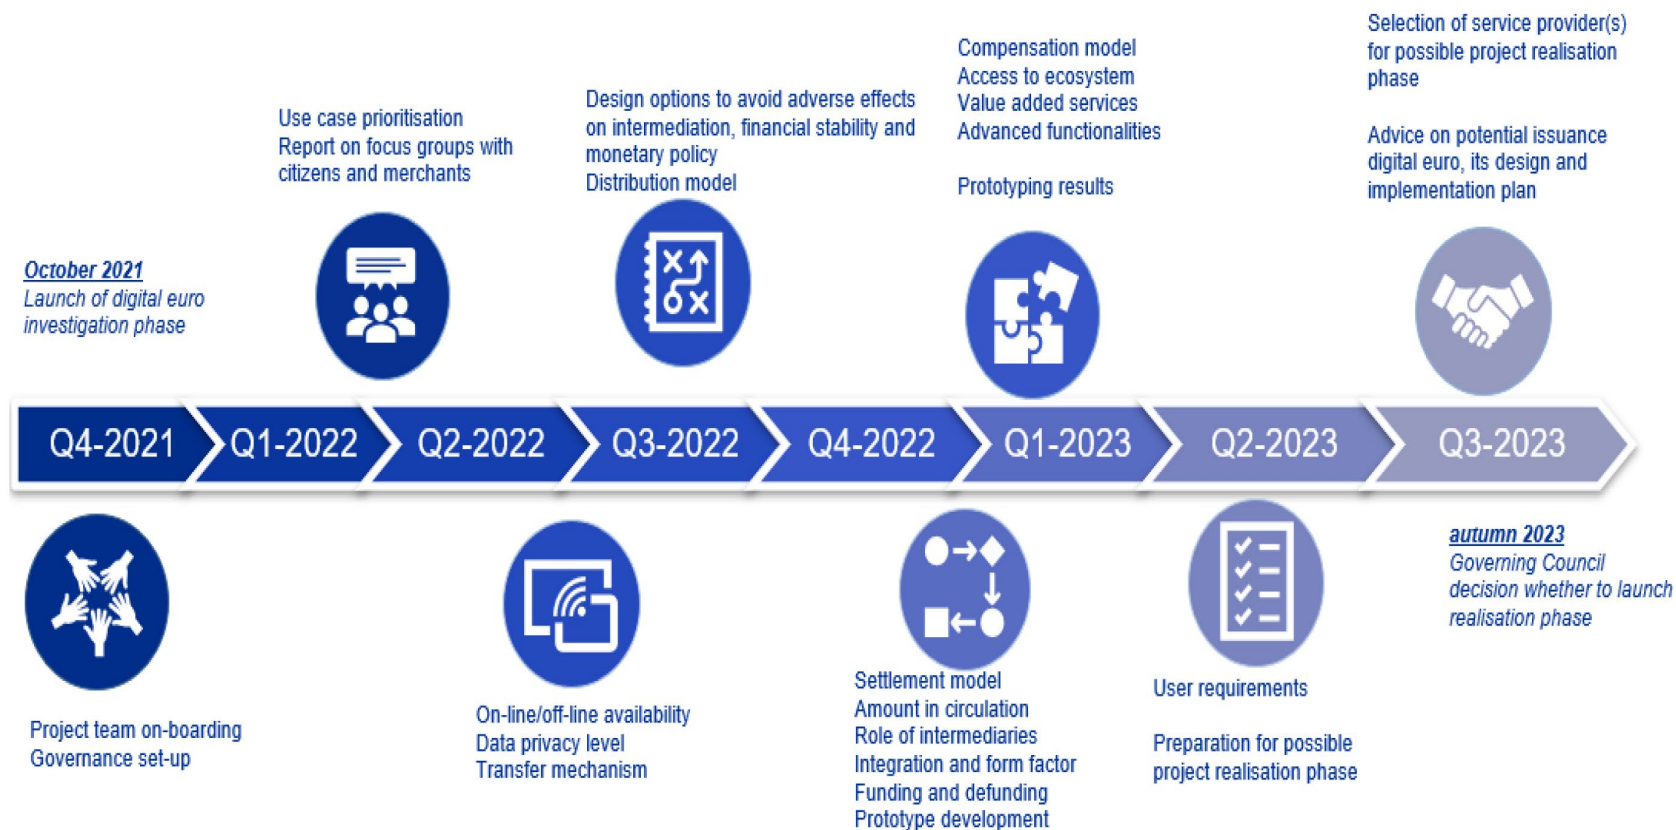 Selection of service provider(s)
for possible project realisation
phase
Advice on potential issuance
digital euro, its design and
implementation plan
Compensation model
Access to ecosystem
Value added services
Advanced functionalities
Prototyping results
Design options to avoid adverse effects
on intermediation, financial stability and
monetary policy
Distribution model
Use case prioritisation
Report on focus groups with
citizens and merchants
October 2021
Launch of digital euro
investigation phase
Q4-2021
Q1-2022
Q2-2022
Q3-2022
Q4-2022
Q1-2023
Q2-2023
Q3-2023
autumn 2023
Governing Council
decision whether to launch
realisation phase
Project team on-boarding
Governance set-up
On-line/off-line availability
Data privacy level
Transfer mechanism
Settlement model
Amount in circulation
Role of intermediaries
Integration and form factor
Funding and defunding
Prototype development
User requirements
Preparation for possible
project realisation phase